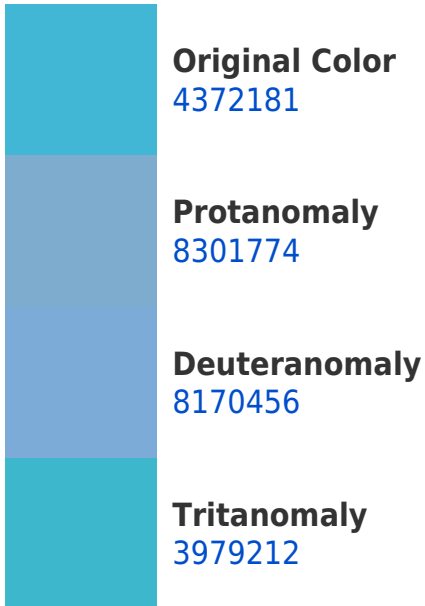 Original Color
4372181
Protanomaly
8301774
Deuteranomaly
8170456
Tritanomaly
3979212